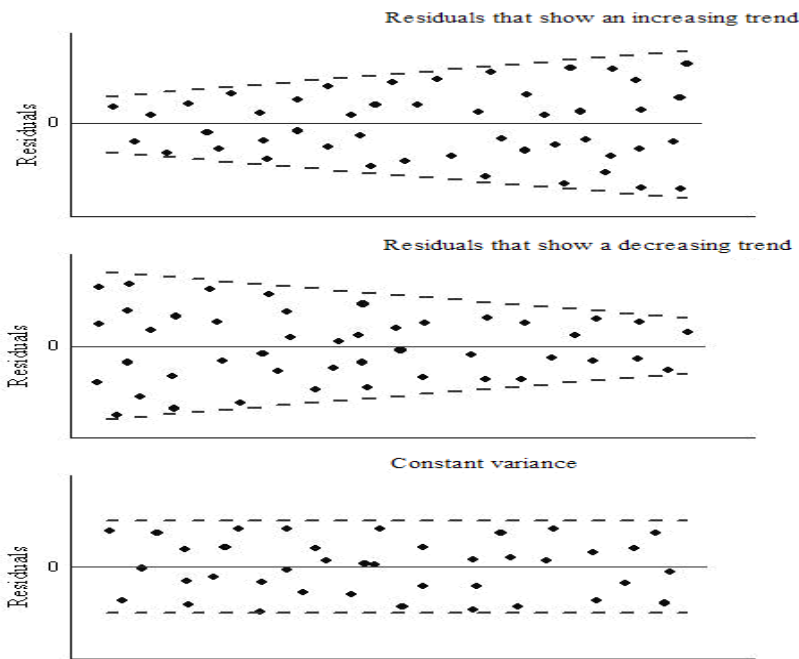 Residuals that show an increasing trend
Residuals
0
Residuals that show a decreasing trend
Residuals
0
Constant variance
Residuals
0